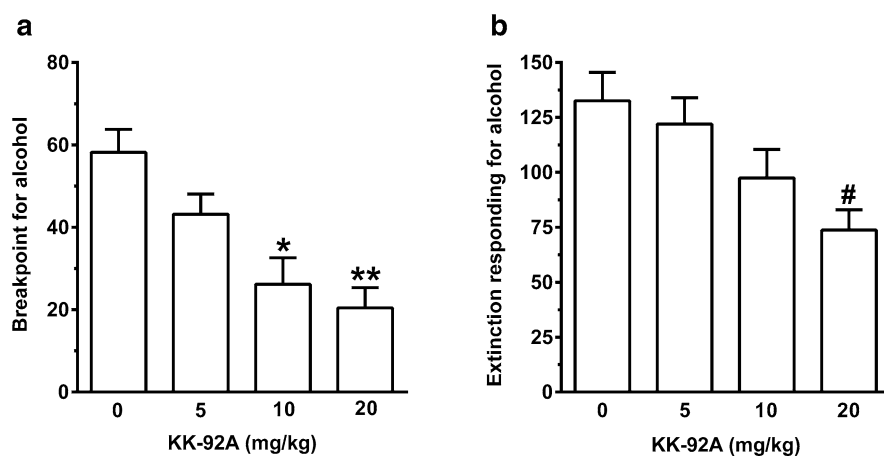 a
Breakpoint for alcohol
80
60
40
20
0
*
**
0 5 10 20
KK-92A (mg/kg)
b
Extinction responding for alcohol
150
125
100
75
50
25
0
#
0 5 10 20
KK-92A (mg/kg)